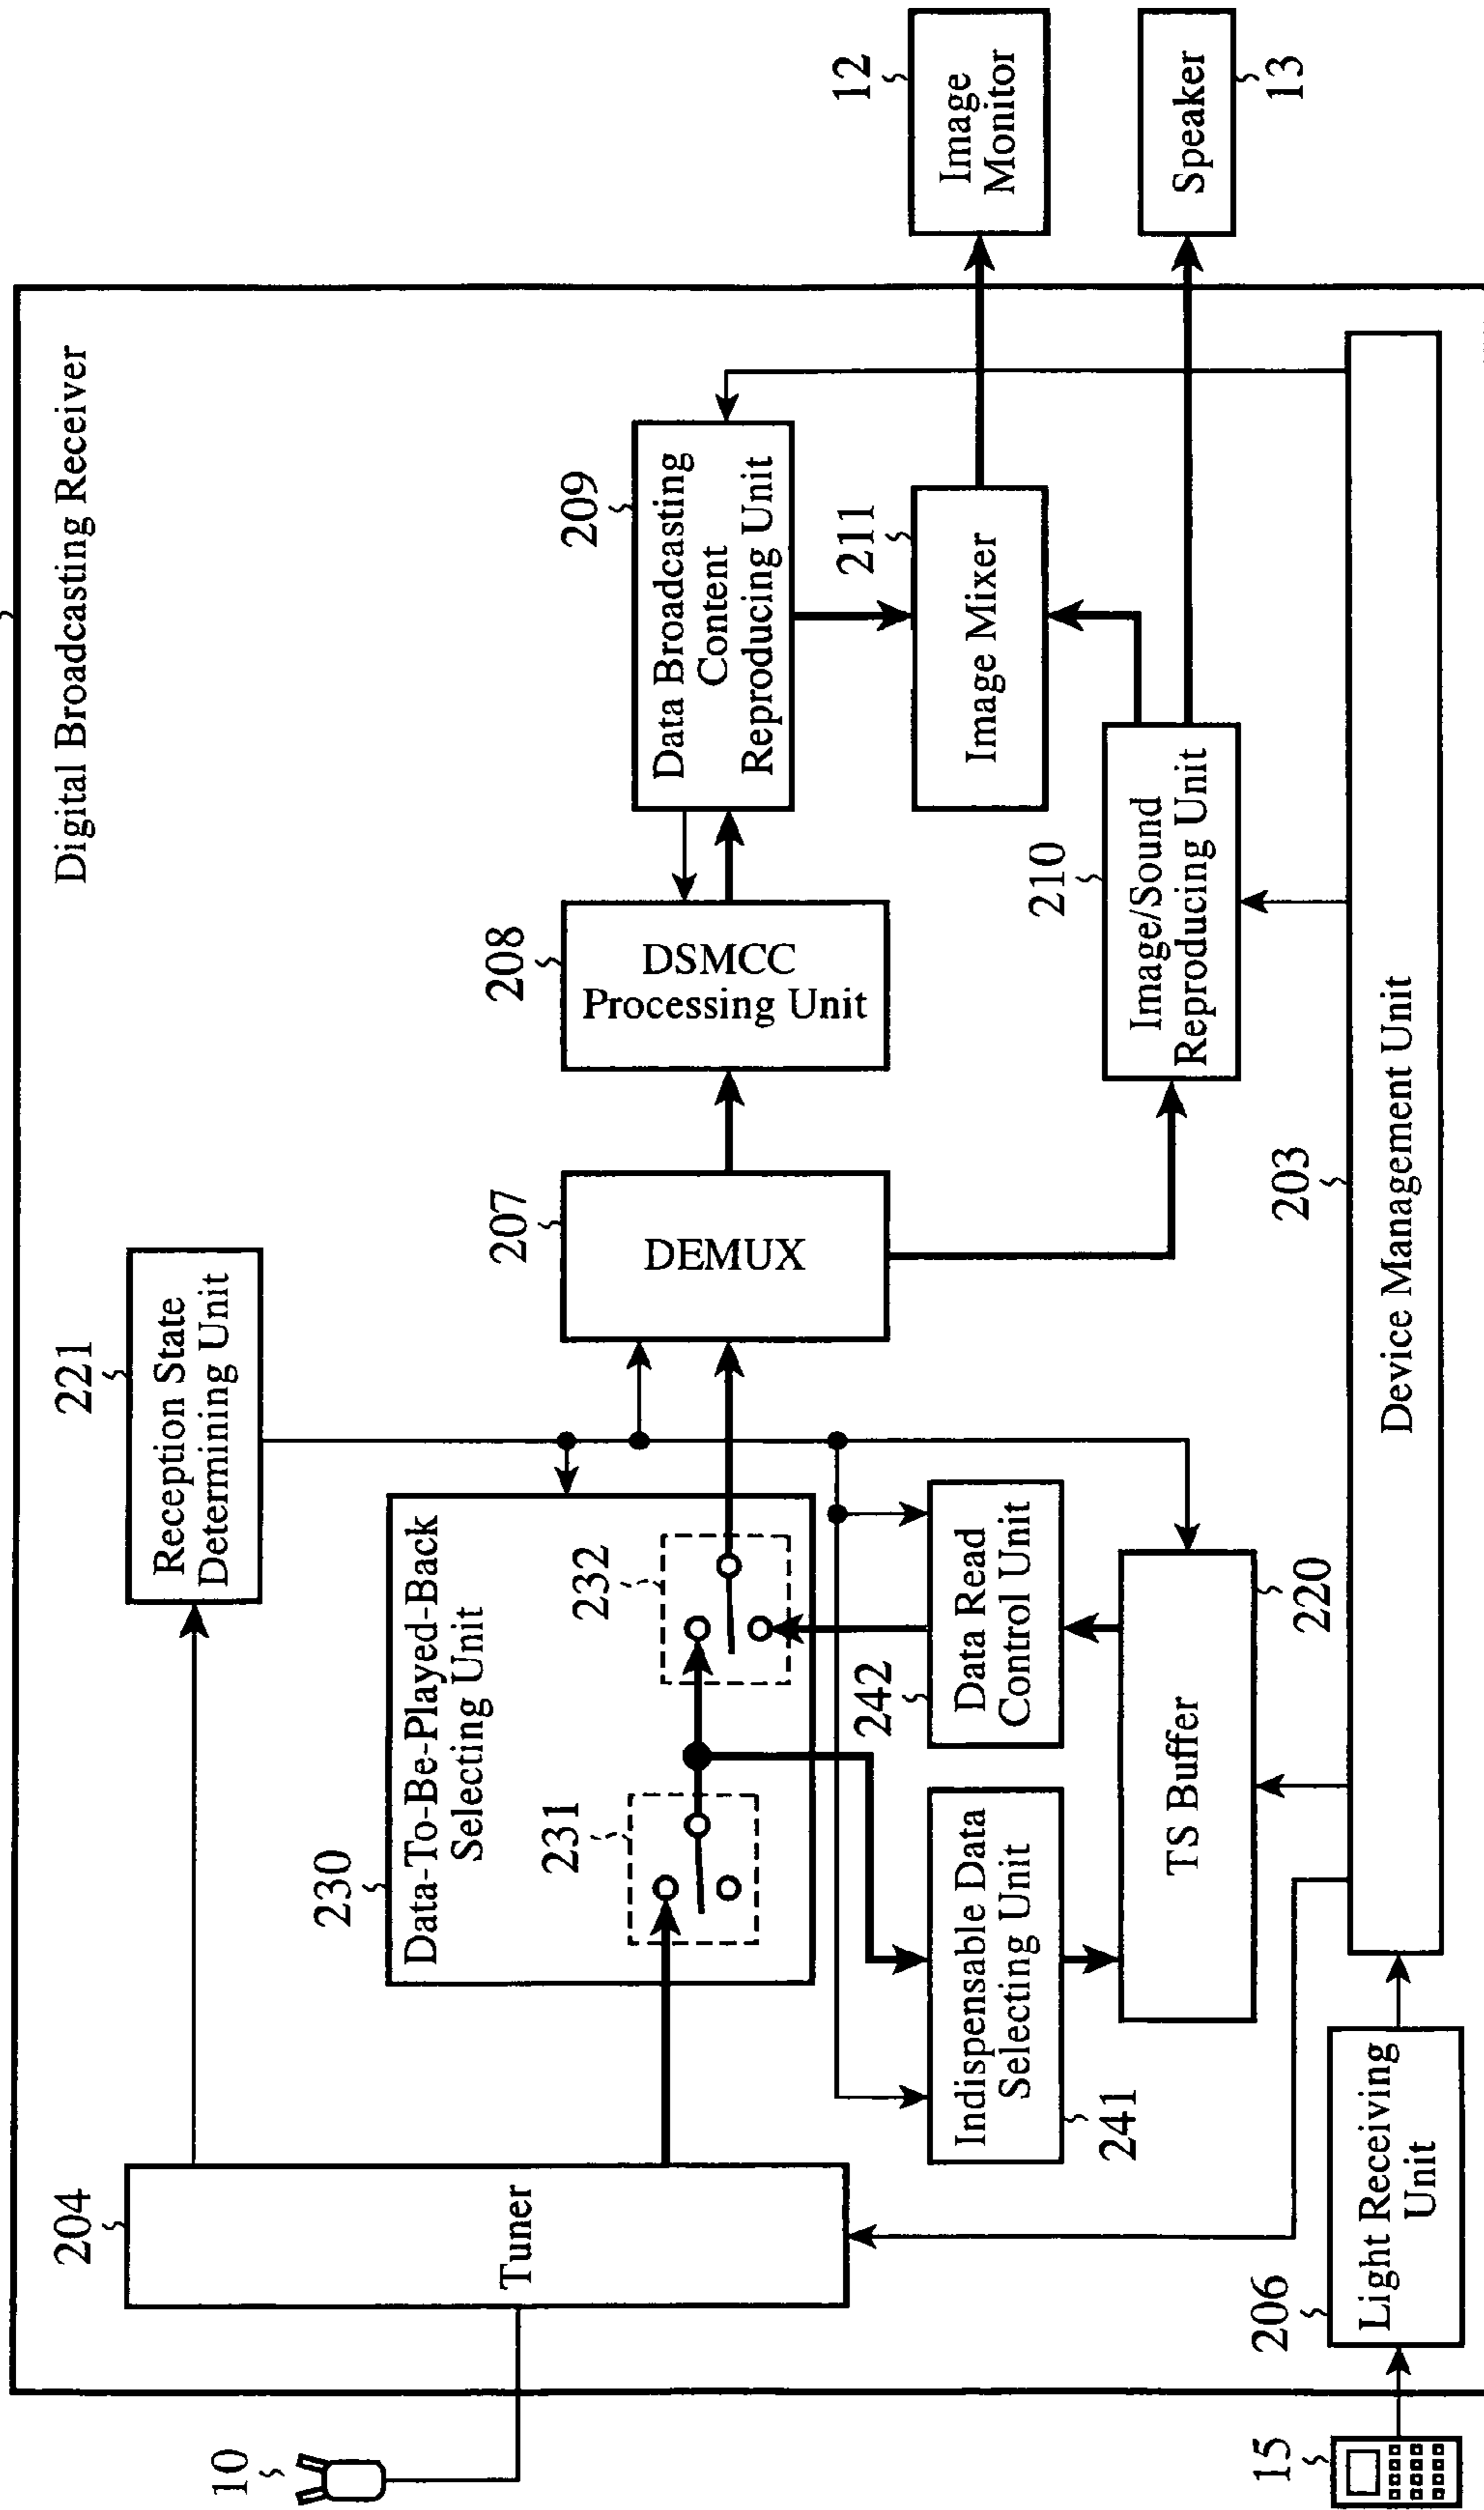 Digital Broadcasting Receiver
10
204
Tuner
221
Reception State
Determining Unit
230
Data-To-Be-Played-Back
Selecting Unit
231
232
207
DEMUX
208
DSMCC
Processing Unit
209
Data Broadcasting
Content
Reproducing Unit
211
Image Mixer
12
Image
Monitor
13
Speaker
241
Indispensable Data
Selecting Unit
242
Data Read
Control Unit
220
TS Buffer
210
Image/Sound
Reproducing Unit
15
206
Light Receiving
Unit
203
Device Management Unit